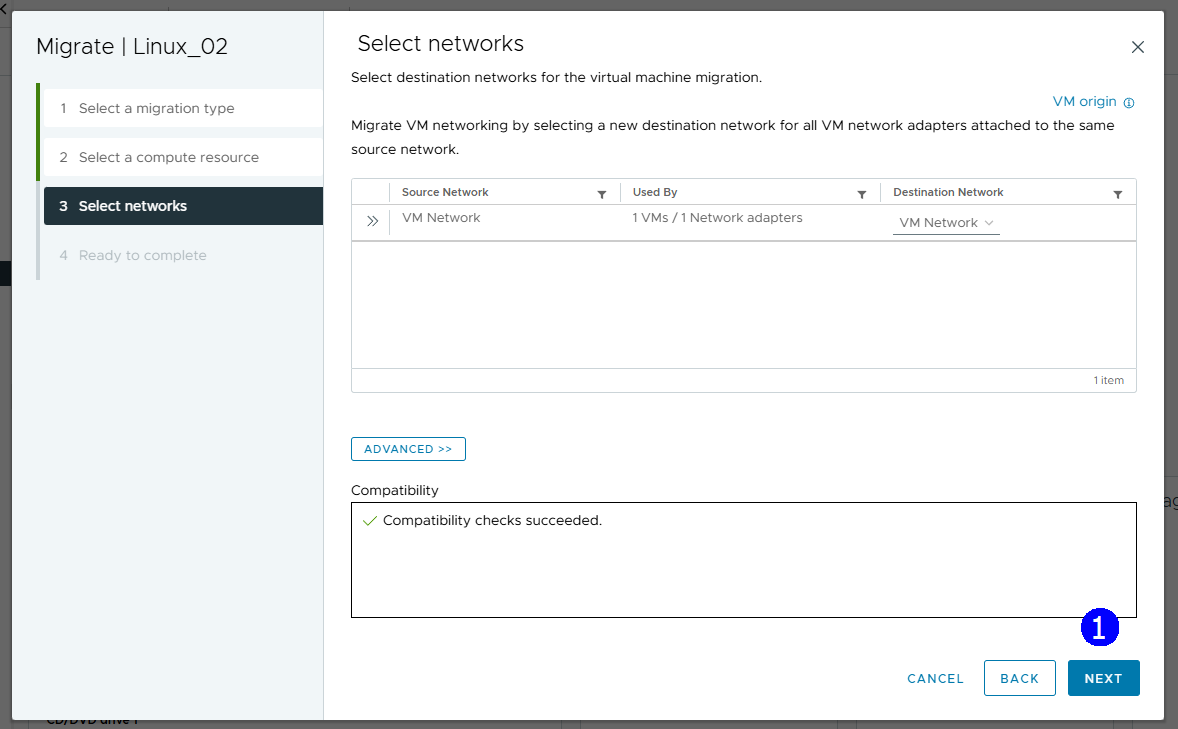 Migrate | Linux_02
1 Select a migration type
2 Select a compute resource
3 Select networks
4 Ready to complete
Select networks
Select destination networks for the virtual machine migration.
VM origin
Migrate VM networking by selecting a new destination network for all VM network adapters attached to the same
source network.
Source Network Used By Destination Network
VM Network 1 VMs / 1 Network adapters VM Network
1 item
ADVANCED >>
Compatibility
Compatibility checks succeeded.
1
CANCEL BACK NEXT